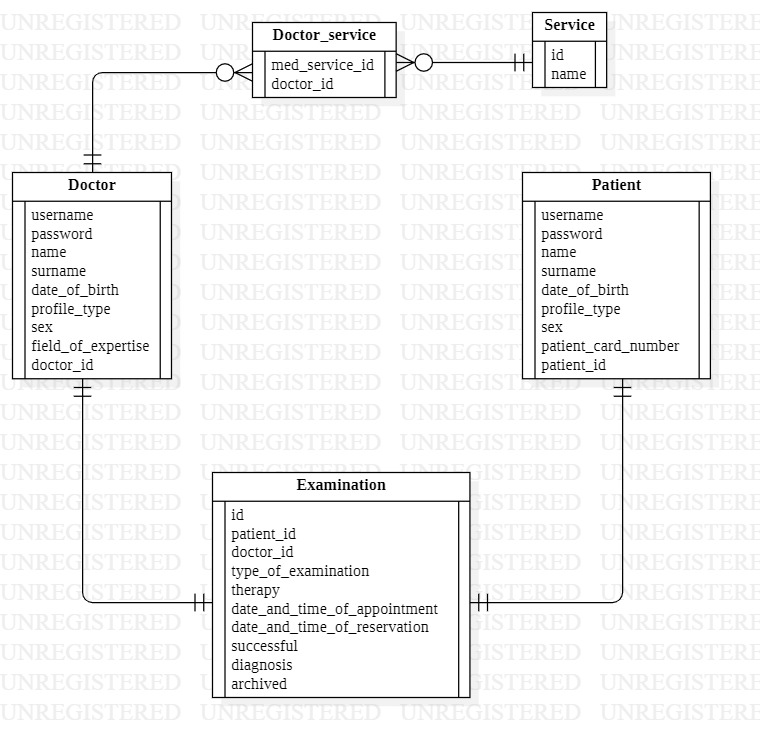 Doctor_service
med_service_id
doctor_id
Service
id
name
Doctor
username
password
name
surname
date_of_birth
profile_type
sex
field_of_expertise
doctor_id
Patient
username
password
name
surname
date_of_birth
profile_type
sex
patient_card_number
patient_id
Examination
id
patient_id
doctor_id
type_of_examination
therapy
date_and_time_of_appointment
date_and_time_of_reservation
successful
diagnosis
archived
UNREGISTERED